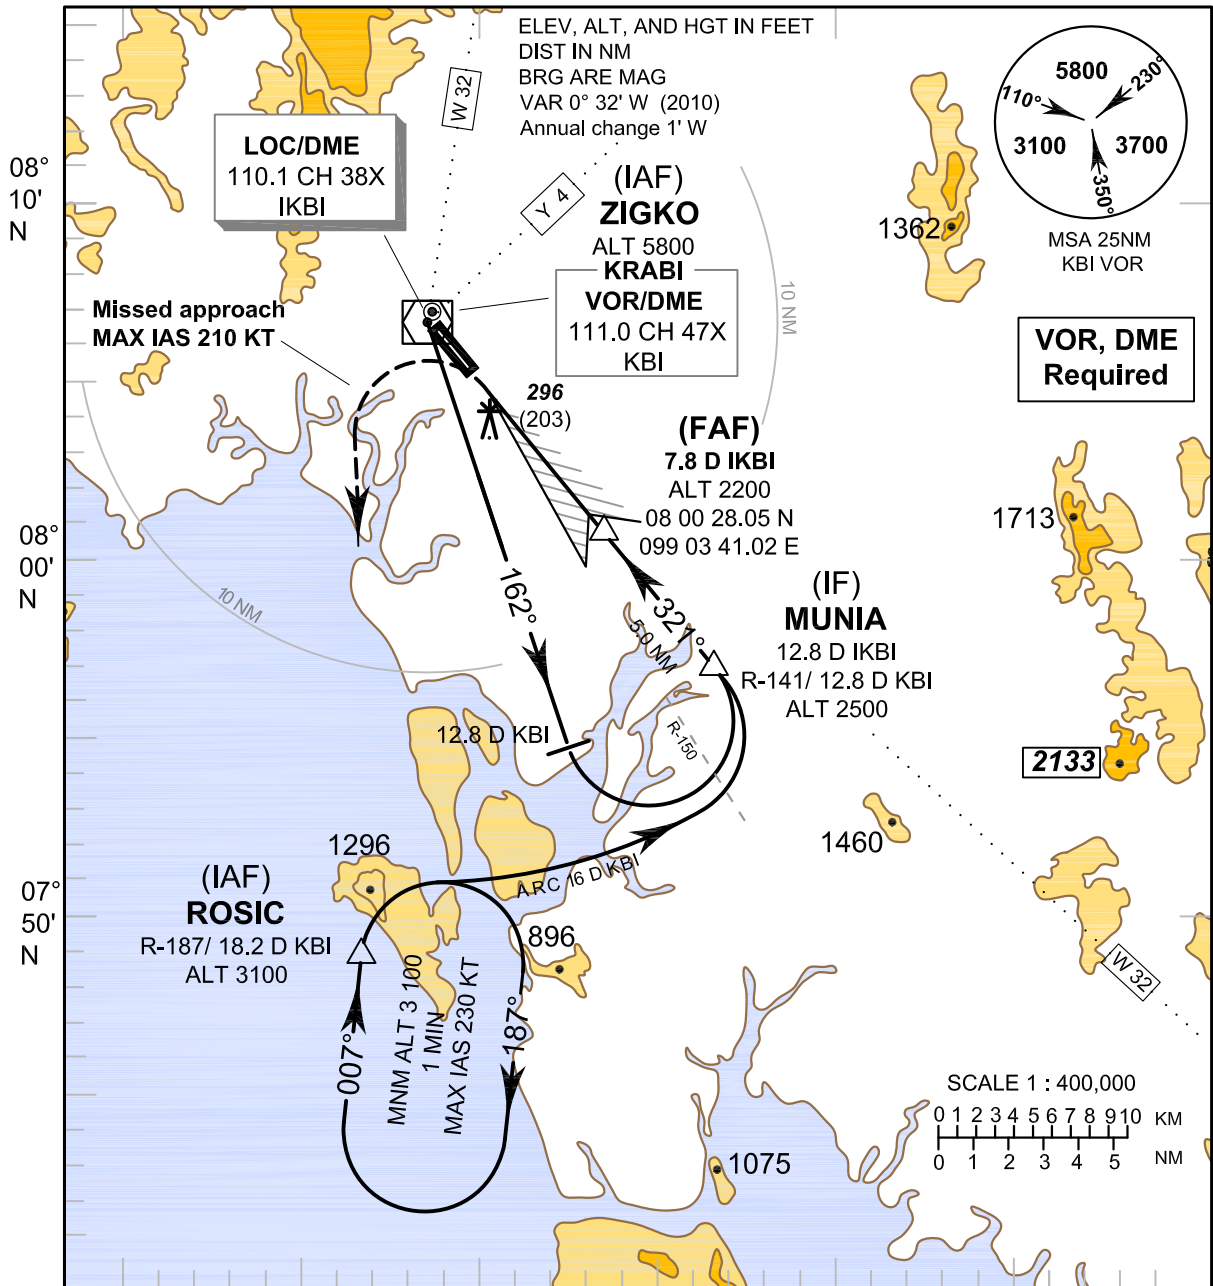 ELEV, ALT, AND HGT IN FEET
DIST IN NM
BRG ARE MAG
VAR 0° 32' W (2010)
Annual change 1' W
W 32
Y 4
5800
3100
3700
110°
230°
350°
MSA 25NM
KBI VOR
08°
10'
N
LOC/DME
110.1 CH 38X
IKBI
(IAF)
ZIGKO
ALT 5800
KRABI
VOR/DME
111.0 CH 47X
KBI
1362
10 NM
Missed approach
MAX IAS 210 KT
VOR, DME
Required
296
(203)
(FAF)
7.8 D IKBI
ALT 2200
08 00 28.05 N
099 03 41.02 E
1713
08°
00'
N
10 NM
162°
321°
5.0 NM
(IF)
MUNIA
12.8 D IKBI
R-141/ 12.8 D KBI
ALT 2500
12.8 D KBI
R-150
2133
1460
1296
ARC 16 D KBI
07°
50'
N
(IAF)
ROSIC
R-187/ 18.2 D KBI
ALT 3100
896
W 32
007°
MNM ALT 3 100
1 MIN
MAX IAS 230 KT
187°
1075
SCALE 1 : 400,000
0 1 2 3 4 5 6 7 8 9 10 KM
0 1 2 3 4 5 NM